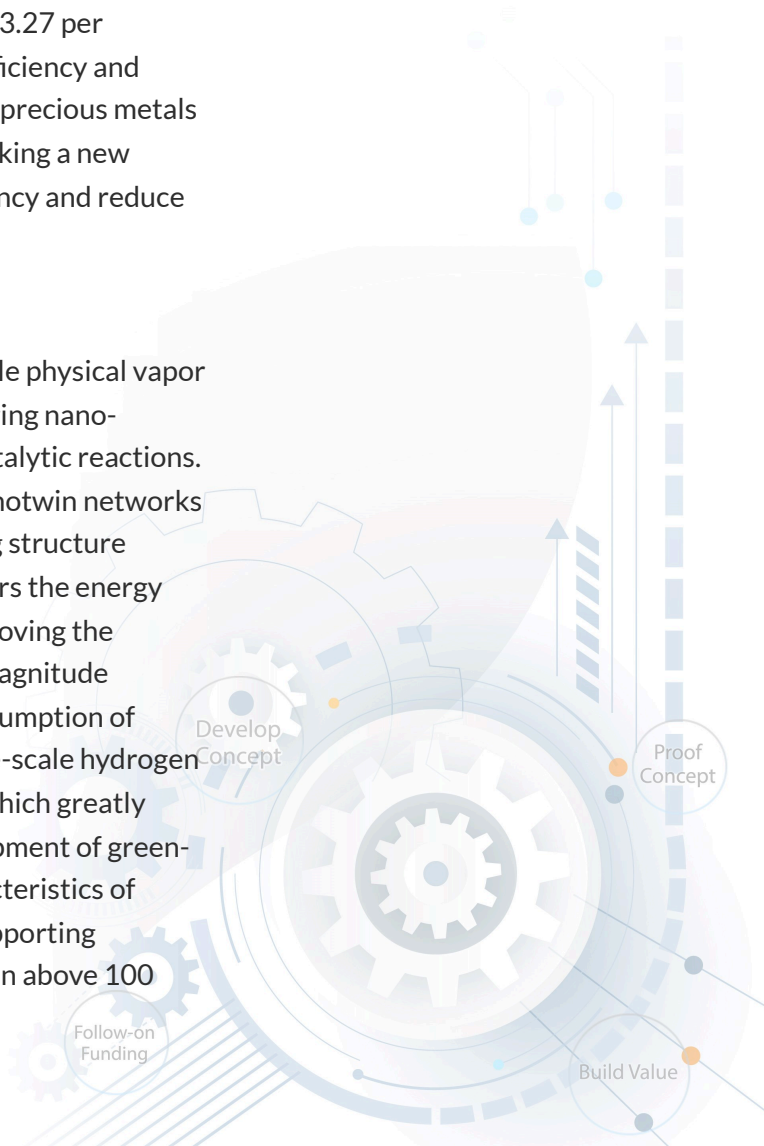 3.27 per
ficiency and
precious metals
king a new
ncy and reduce
le physical vapor
ing nano-
talytic reactions.
notwin networks
g structure
rs the energy
oving the
agnitude
umption of
-scale hydrogen
hich greatly
pment of green-
cteristics of
pporting
n above 100
Develop
Concept
Proof
Concept
Follow-on
Funding
Build Value